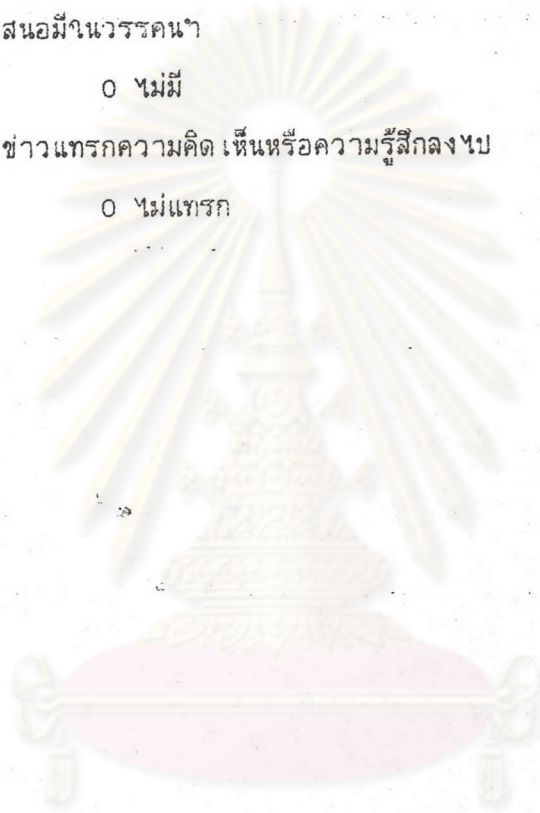 สนอมีในวรรคนำ
0 ไม่มี
ข่าวแทรกความคิดเห็นหรือความรู้สึกลงไป
0 ไม่แทรก